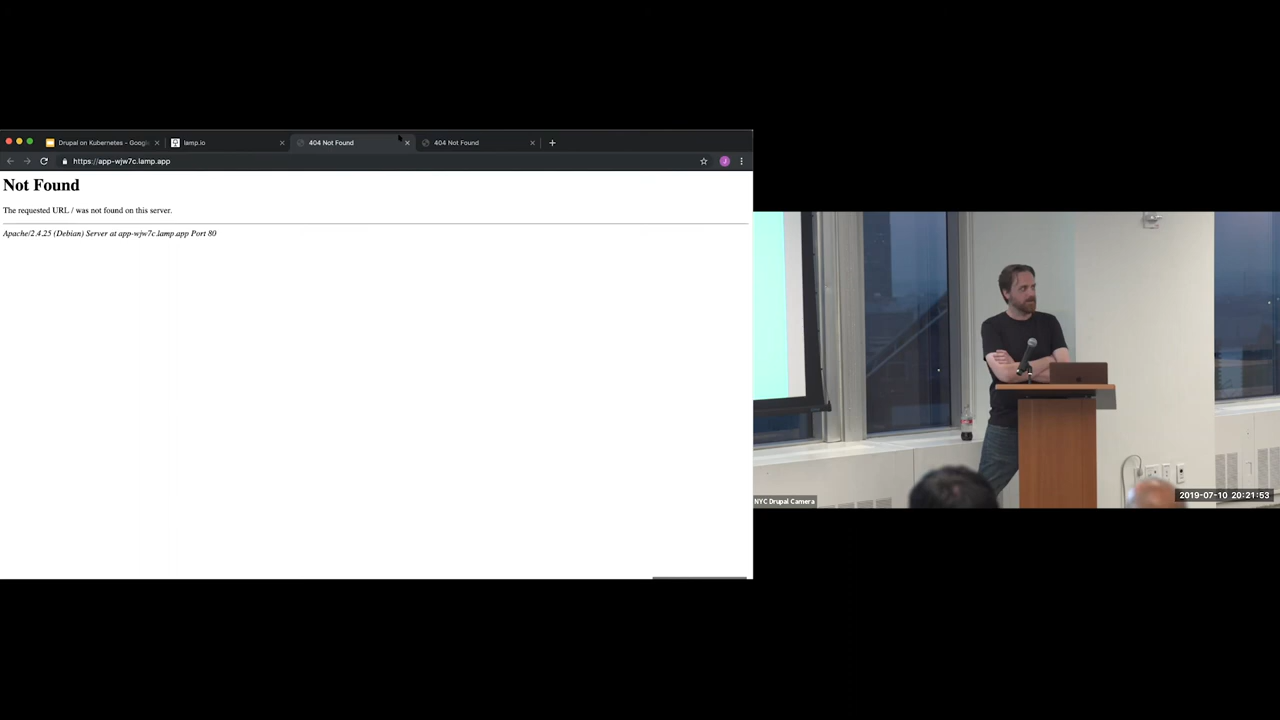 Drupal on Kubernetes - Googl
lamp.io
404 Not Found
404 Not Found
https://app-wjw7c.lamp.app
J
Not Found
The requested URL / was not found on this server.
Apache/2.4.25 (Debian) Server at app-wjw7c.lamp.app Port 80
NYC Drupal Camera
2019-07-10 20:21:53